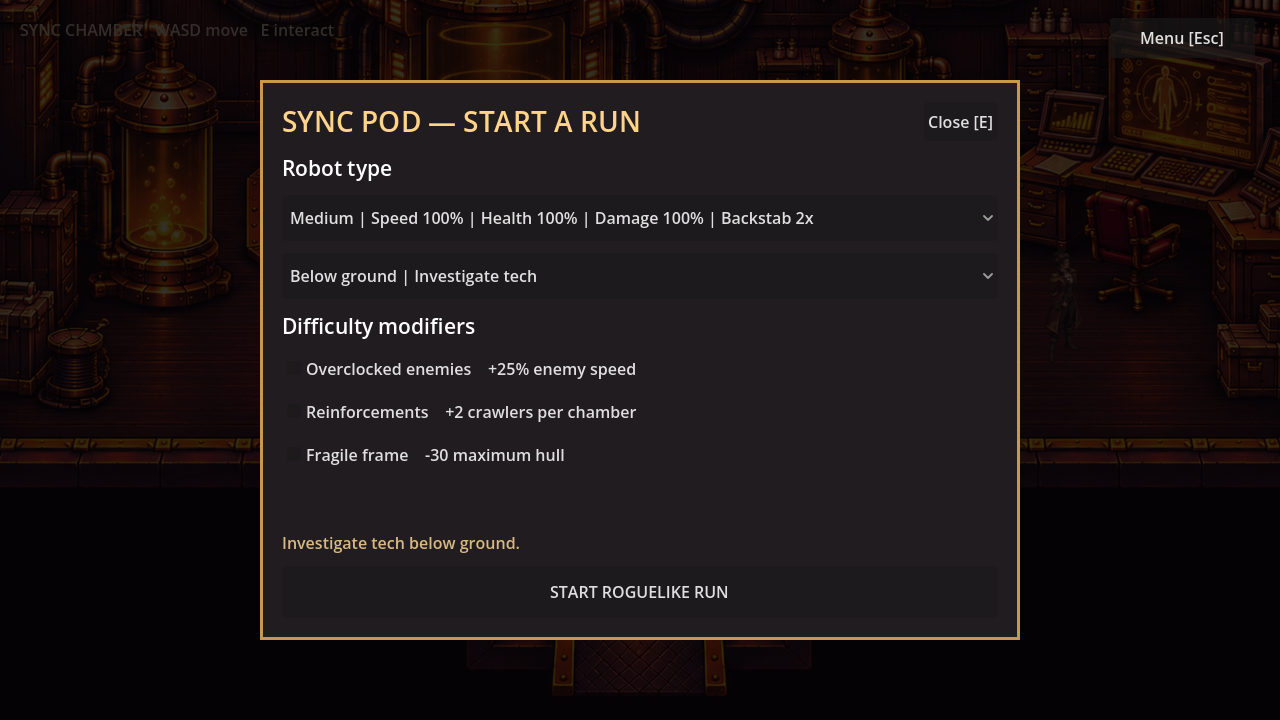 SYNC CHAMBER  WASD move  E interact
Menu [Esc]
SYNC POD — START A RUN
Close [E]
Robot type
Medium | Speed 100% | Health 100% | Damage 100% | Backstab 2x
Below ground | Investigate tech
Difficulty modifiers
Overclocked enemies  +25% enemy speed
Reinforcements  +2 crawlers per chamber
Fragile frame  -30 maximum hull
Investigate tech below ground.
START ROGUELIKE RUN